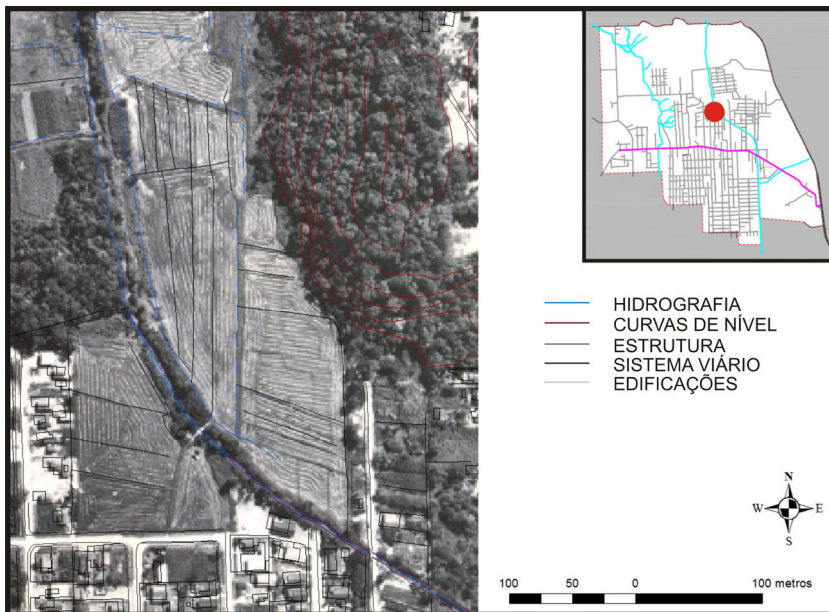 HIDROGRAFIA
CURVAS DE NÍVEL
ESTRUTURA
SISTEMA VIÁRIO
EDIFICAÇÕES
N
W E
S
100 50 0 100 metros